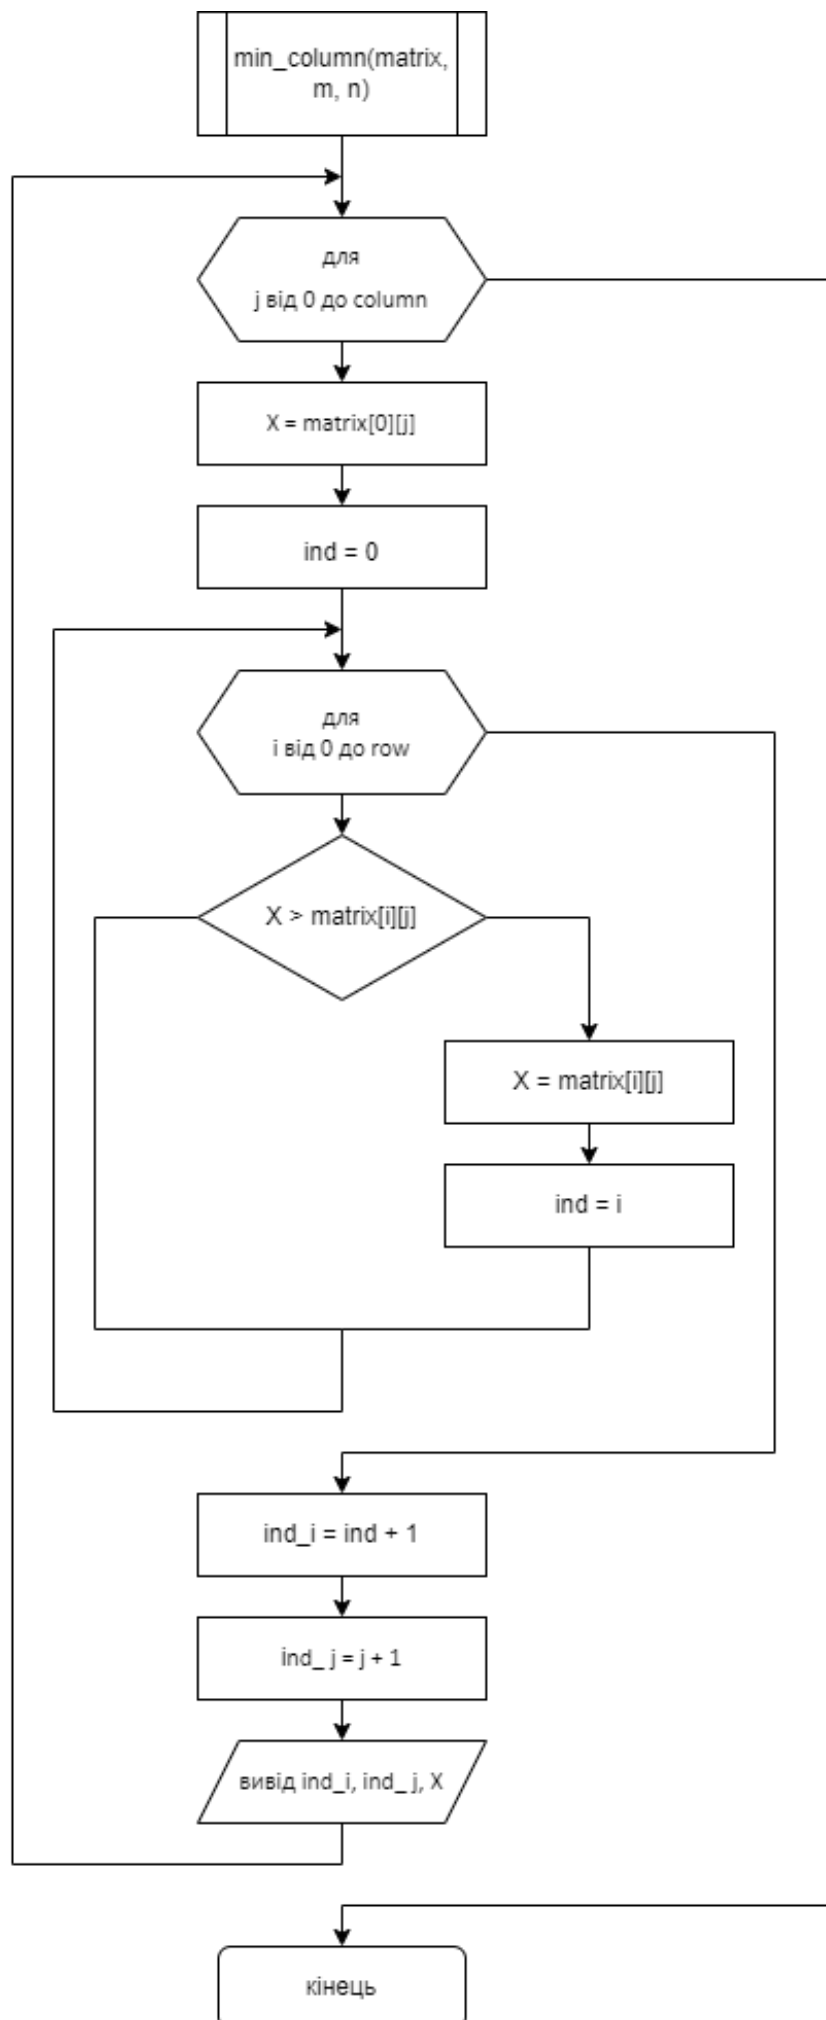 min_column(matrix,
m, n)
для
j від 0 до column
X = matrix[0][j]
ind = 0
для
i від 0 до row
X > matrix[i][j]
X = matrix[i][j]
ind = i
ind_i = ind + 1
ind_ j = j + 1
вивід ind_i, ind_ j, X
кінець